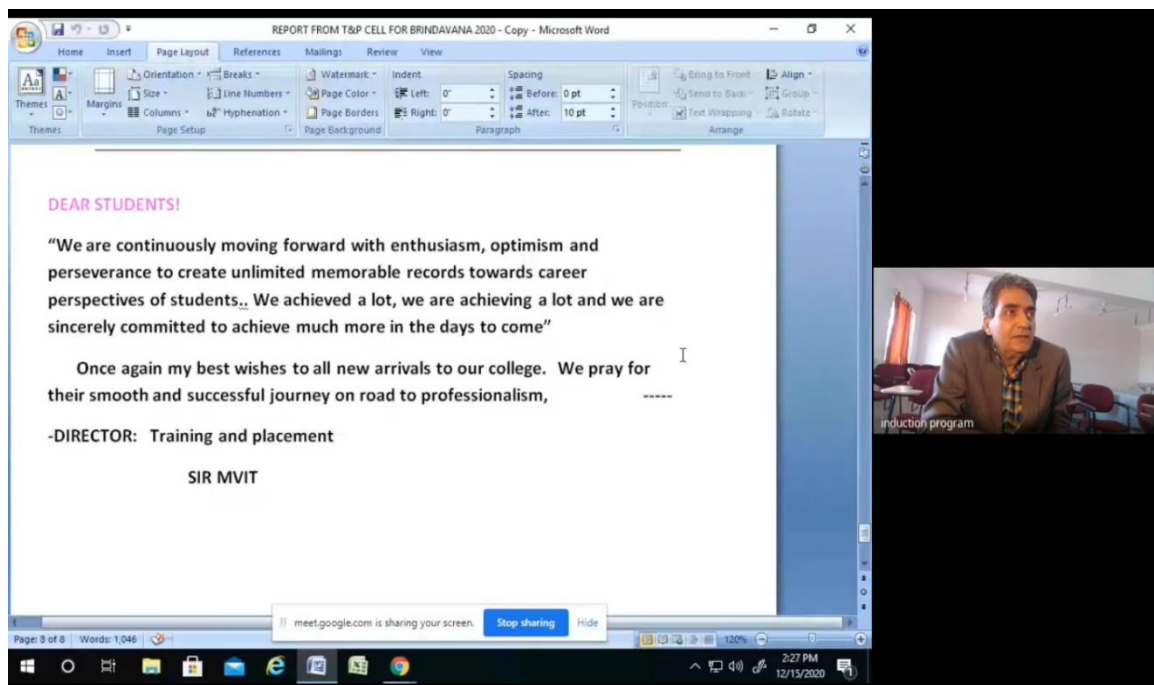 REPORT FROM T&P CELL FOR BRINDAVANA 2020 - Copy - Microsoft Word
Home Insert Page Layout References Mailings Review View
Orientation Breaks Watermark Indent Spacing Bring to Front Align
Themes Margins Size Line Numbers Page Color Left: 0" Before: 0 pt Position Send to Back Group
Columns Hyphenation Page Borders Right: 0" After: 10 pt Text Wrapping Rotate
Themes Page Setup Page Background Paragraph Arrange
DEAR STUDENTS!
“We are continuously moving forward with enthusiasm, optimism and
perseverance to create unlimited memorable records towards career
perspectives of students.. We achieved a lot, we are achieving a lot and we are
sincerely committed to achieve much more in the days to come”
Once again my best wishes to all new arrivals to our college. We pray for
their smooth and successful journey on road to professionalism, -----
-DIRECTOR: Training and placement
SIR MVIT
induction program
meet.google.com is sharing your screen. Stop sharing Hide
Page: 8 of 8 Words: 1,046 120%
2:27 PM
12/15/2020